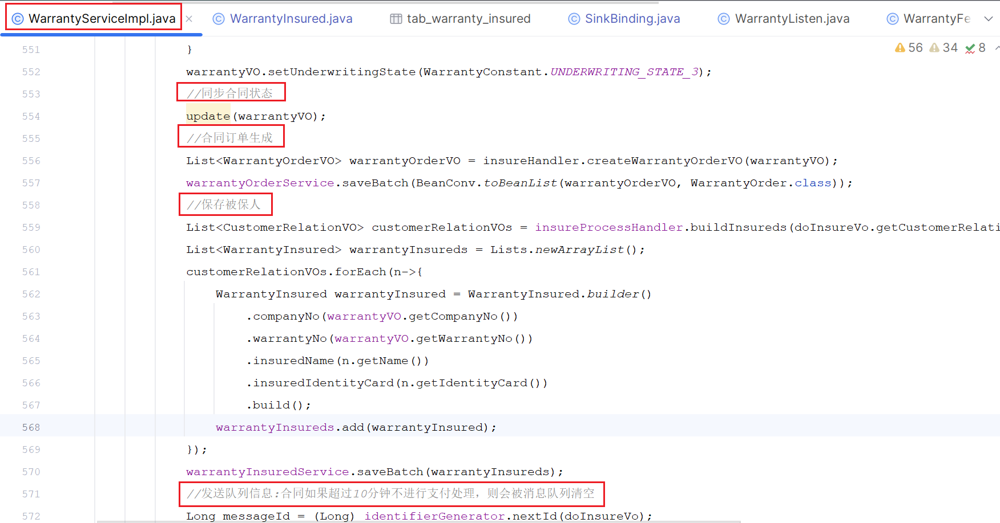 WarrantyServiceImpl.java × WarrantyInsured.java tab_warranty_insured SinkBinding.java WarrantyListen.java WarrantyFe
56 34 8
551 }
552 warrantyVO.setUnderwritingState(WarrantyConstant.UNDERWRITING_STATE_3);
553 //同步合同状态
554 update(warrantyVO);
555 //合同订单生成
556 List<WarrantyOrderVO> warrantyOrderVO = insureHandler.createWarrantyOrderVO(warrantyVO);
557 warrantyOrderService.saveBatch(BeanConv.toBeanList(warrantyOrderVO, WarrantyOrder.class));
558 //保存被保人
559 List<CustomerRelationVO> customerRelationVOs = insureProcessHandler.buildInsureds(doInsureVo.getCustomerRelati
560 List<WarrantyInsured> warrantyInsureds = Lists.newArrayList();
561 customerRelationVOs.forEach(n->{
562 WarrantyInsured warrantyInsured = WarrantyInsured.builder()
563 .companyNo(warrantyVO.getCompanyNo())
564 .warrantyNo(warrantyVO.getWarrantyNo())
565 .insuredName(n.getName())
566 .insuredIdentityCard(n.getIdentityCard())
567 .build();
568 warrantyInsureds.add(warrantyInsured);
569 });
570 warrantyInsuredService.saveBatch(warrantyInsureds);
571 //发送队列信息:合同如果超过10分钟不进行支付处理，则会被消息队列清空
572 Long messageId = (Long) identifierGenerator.nextId(doInsureVo);